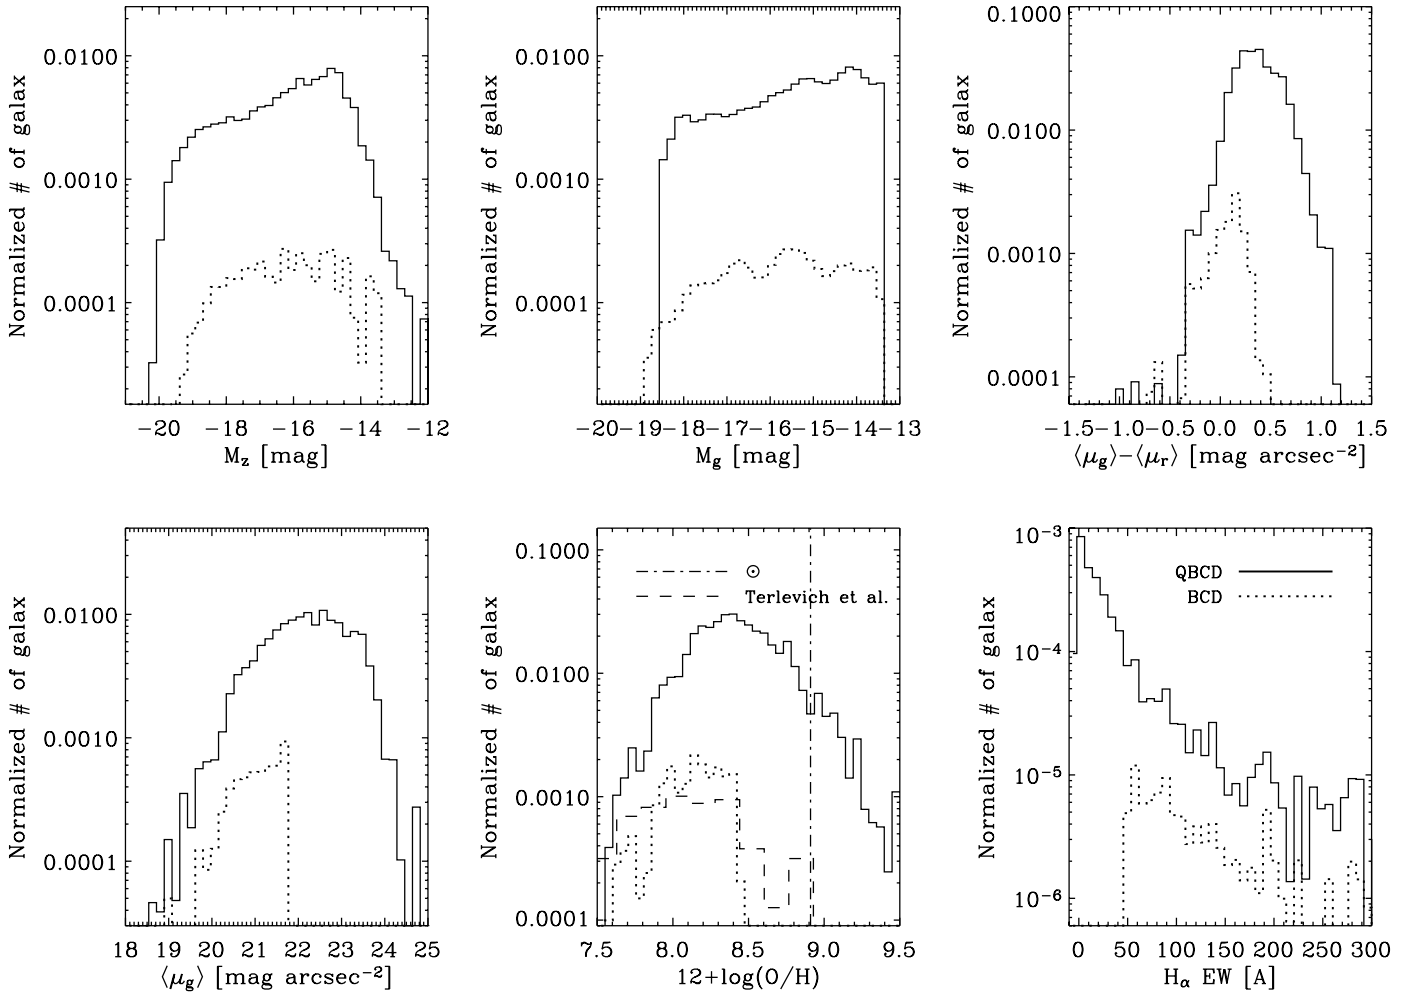 Normalized # of galax
0.0100
0.0010
0.0001
−20 −18 −16 −14 −12
M_z [mag]
Normalized # of galax
0.0100
0.0010
0.0001
−20−19−18−17−16−15−14−13
M_g [mag]
Normalized # of galax
0.1000
0.0100
0.0010
0.0001
−1.5−1.0−0.5 0.0 0.5 1.0 1.5
⟨μ_g⟩−⟨μ_r⟩ [mag arcsec⁻²]
Normalized # of galax
0.0100
0.0010
0.0001
18 19 20 21 22 23 24 25
⟨μ_g⟩ [mag arcsec⁻²]
Normalized # of galax
0.1000
0.0100
0.0010
0.0001
⊙
Terlevich et al.
7.5 8.0 8.5 9.0 9.5
12+log(O/H)
Normalized # of galax
10⁻³
10⁻⁴
10⁻⁵
10⁻⁶
QBCD
BCD
0 50 100 150 200 250 300
H_α EW [A]